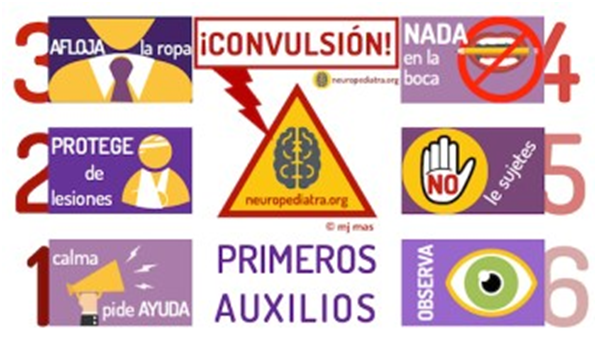 ¡CONVULSIÓN!
neuropediatra.org
neuropediatra.org
© mj mas
PRIMEROS
AUXILIOS
1
calma
pide AYUDA
2
PROTEGE
de
lesiones
3
AFLOJA la ropa
4
NADA
en la
boca
5
NO
le sujetes
6
OBSERVA